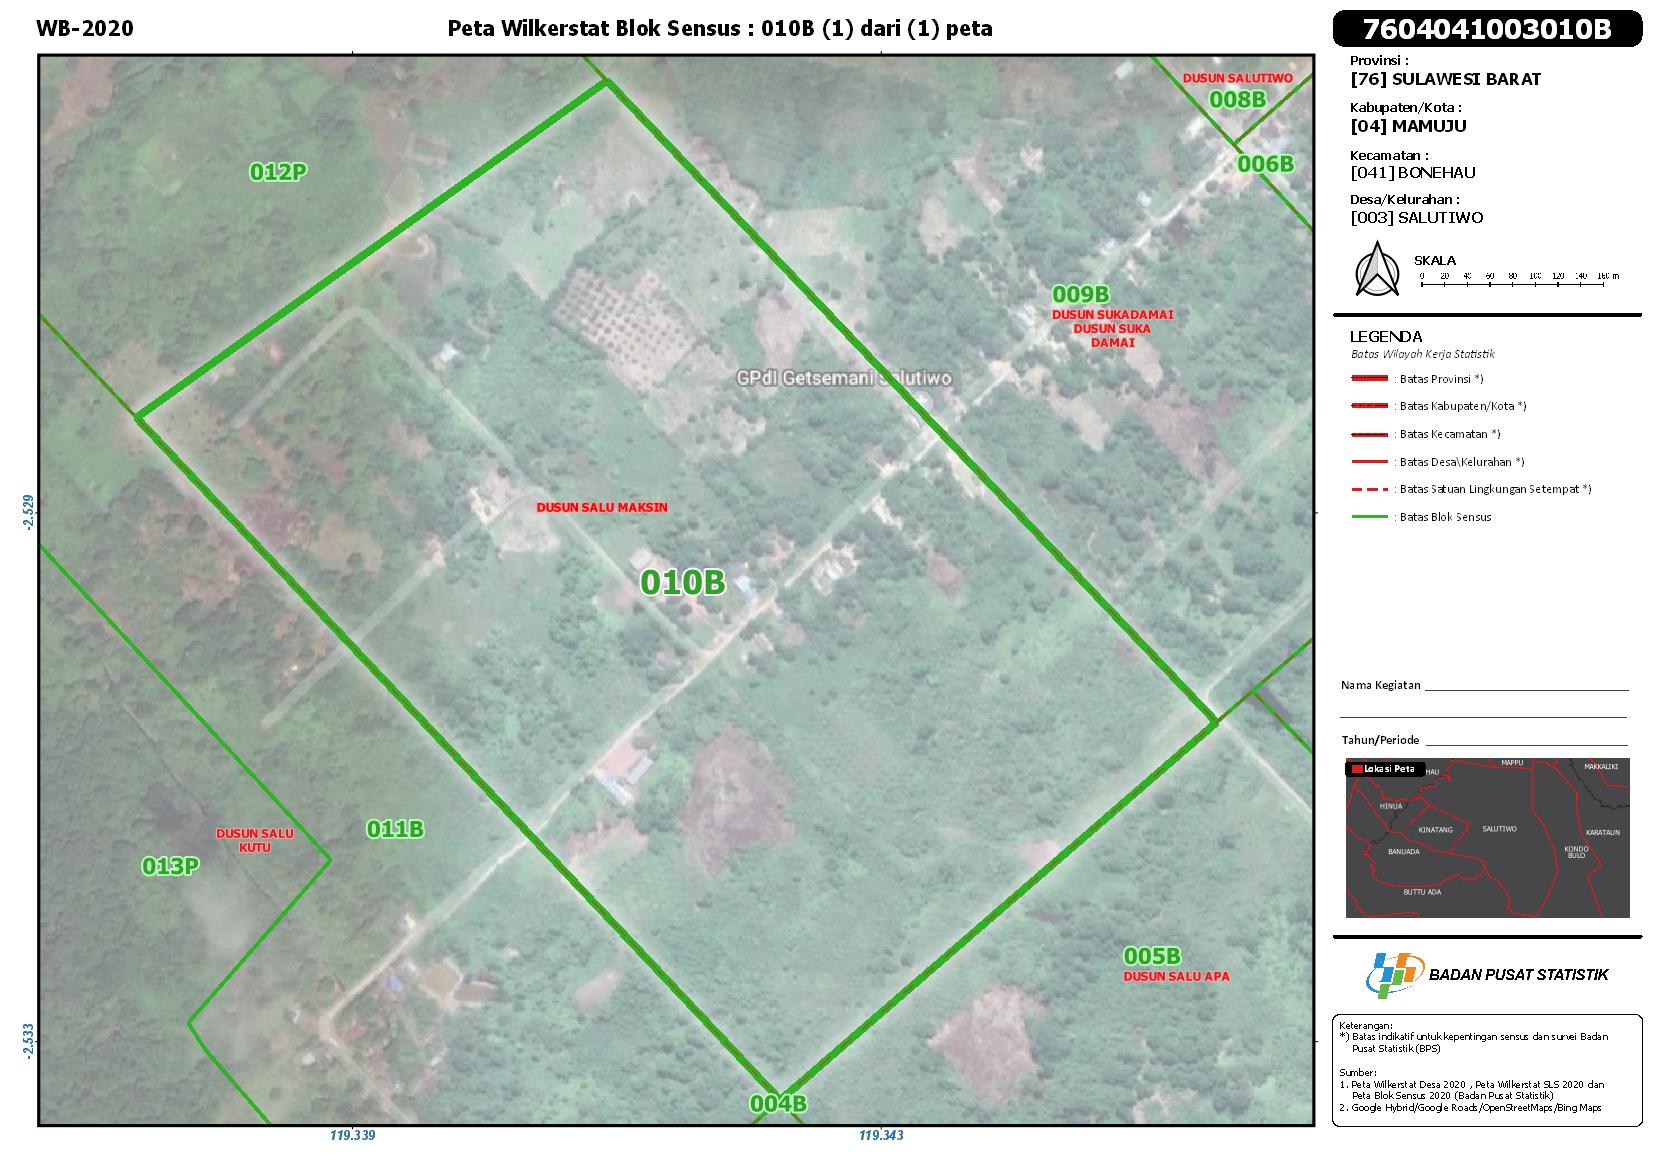 WB-2020
Peta Wilkerstat Blok Sensus : 010B (1) dari (1) peta
7604041003010B
Provinsi :
[76] SULAWESI BARAT
Kabupaten/Kota :
[04] MAMUJU
Kecamatan :
[041] BONEHAU
Desa/Kelurahan :
[003] SALUTIWO
SKALA
0 20 40 60 80 100 120 140 160 m
LEGENDA
Batas Wilayah Kerja Statistik
: Batas Provinsi *)
: Batas Kabupaten/Kota *)
: Batas Kecamatan *)
: Batas Desa\Kelurahan *)
: Batas Satuan Lingkungan Setempat *)
: Batas Blok Sensus
DUSUN SALUTIWO
008B
006B
012P
009B
DUSUN SUKADAMAI
DUSUN SUKA
DAMAI
GPdI Getsemani Salutiwo
DUSUN SALU MAKSIN
010B
011B
DUSUN SALU
KUTU
013P
005B
DUSUN SALU APA
004B
-2.529
-2.533
119.339
119.343
Nama Kegiatan
Tahun/Periode
Lokasi Peta
HAU
MAPPU
MAKKALIKI
HINUA
KINATANG
SALUTIWO
KARATAUN
BANUADA
KONDO
BULO
BUTTU ADA
BADAN PUSAT STATISTIK
Keterangan:
*) Batas indikatif untuk kepentingan sensus dan survei Badan
Pusat Statistik (BPS)
Sumber:
1. Peta Wilkerstat Desa 2020 , Peta Wilkerstat SLS 2020 dan
Peta Blok Sensus 2020 (Badan Pusat Statistik)
2. Google Hybrid/Google Roads/OpenStreetMaps/Bing Maps